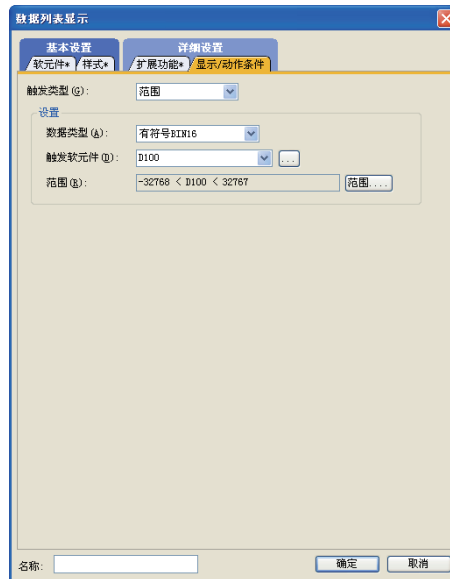 数据列表显示
基本设置 详细设置
软元件* 样式* 扩展功能* 显示/动作条件
触发类型(G): 范围
设置
数据类型(A): 有符号BIN16
触发软元件(D): D100 ...
范围(R): -32768 < D100 < 32767 范围....
名称: 确定 取消